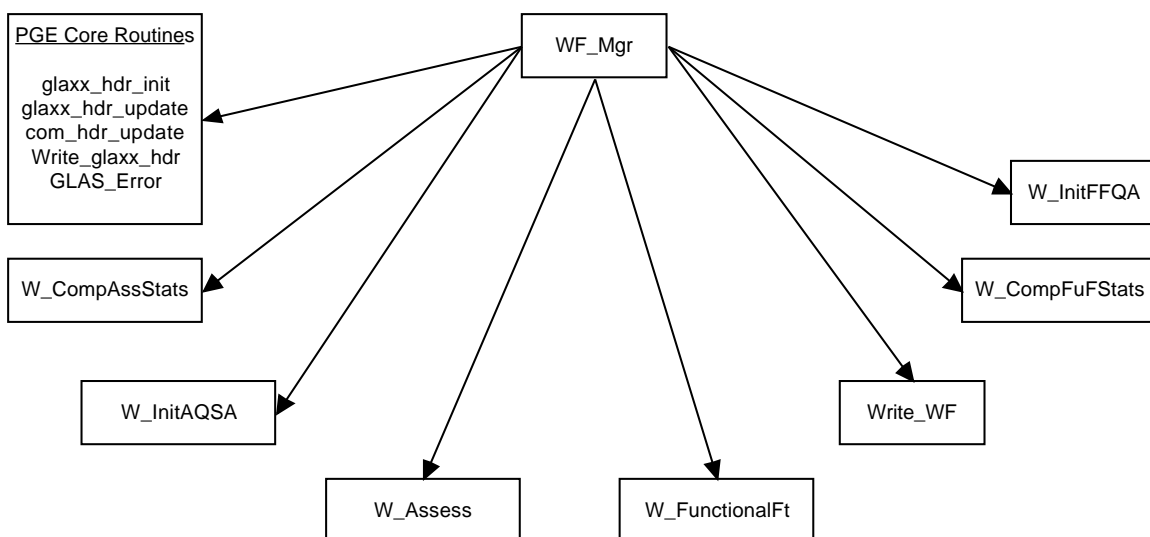 PGE Core Routines
glaxx_hdr_init
glaxx_hdr_update
com_hdr_update
Write_glaxx_hdr
GLAS_Error
WF_Mgr
W_InitFFQA
W_CompAssStats
W_CompFuFStats
W_InitAQSA
Write_WF
W_Assess
W_FunctionalFt